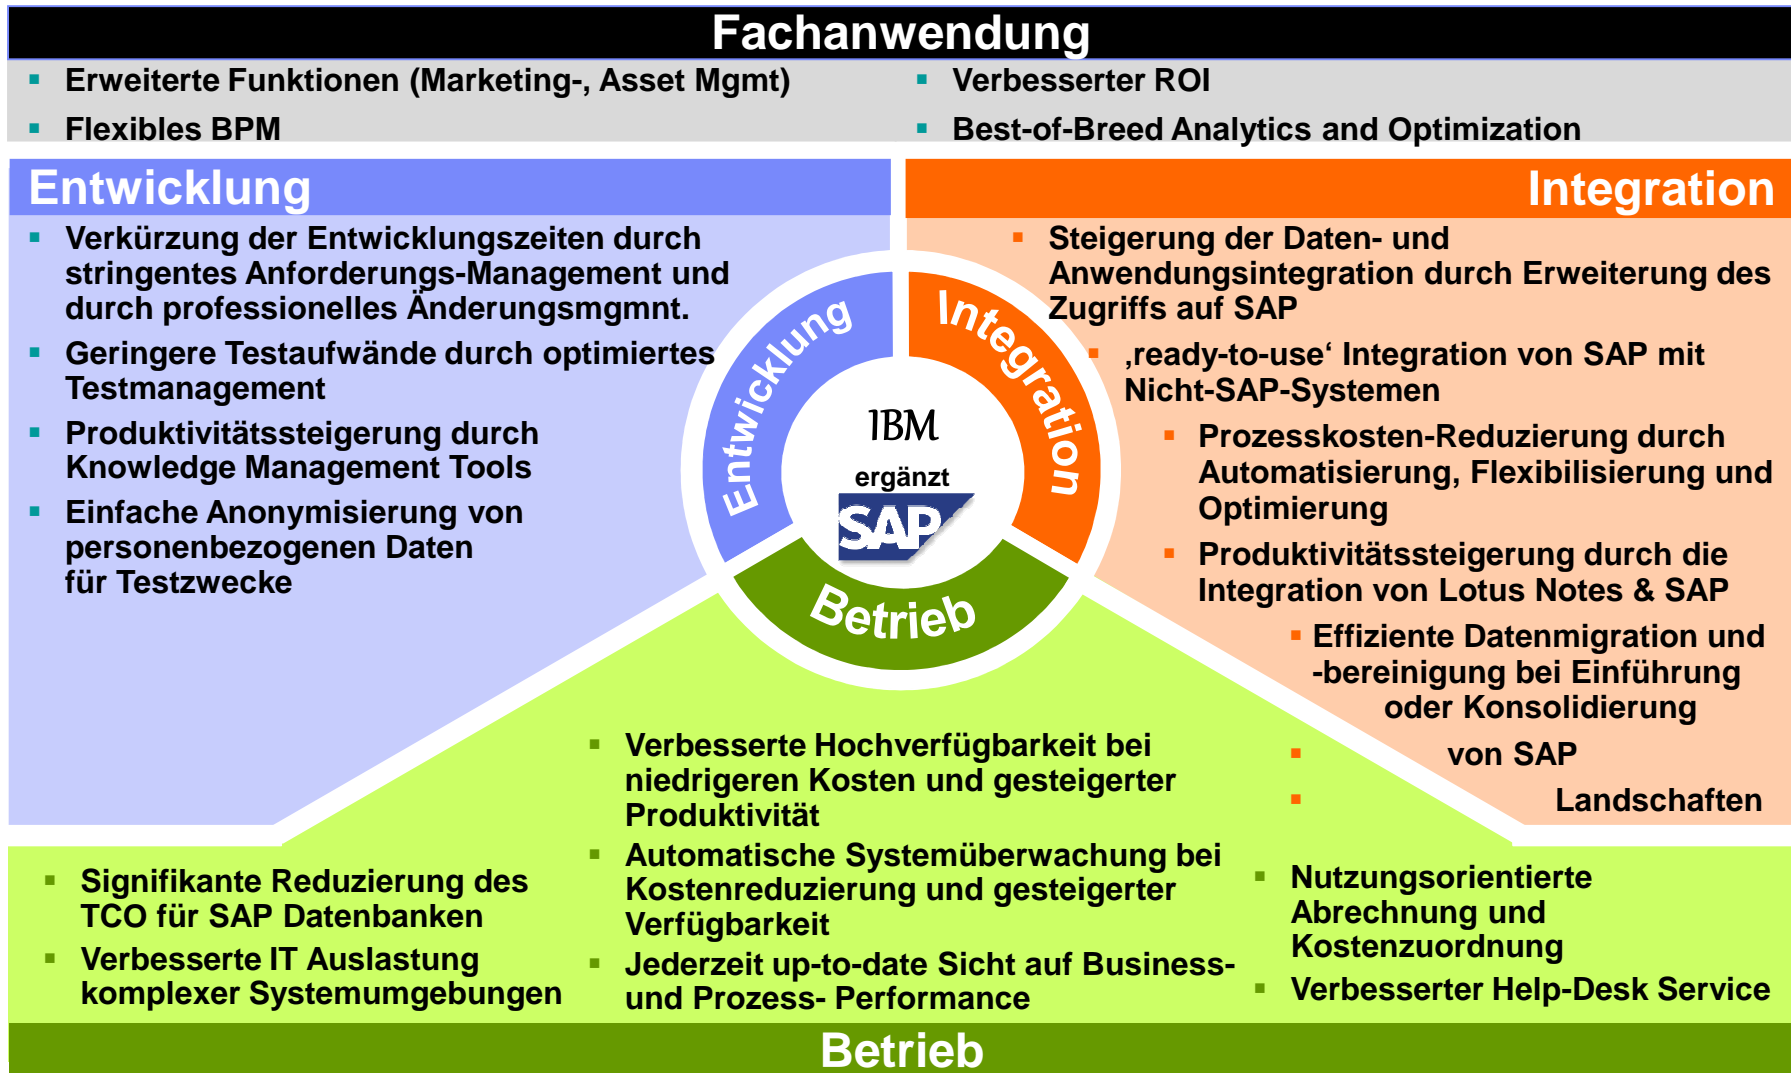 Fachanwendung
Erweiterte Funktionen (Marketing-, Asset Mgmt)
Flexibles BPM
Verbesserter ROI
Best-of-Breed Analytics and Optimization
Entwicklung
Verkürzung der Entwicklungszeiten durch
stringentes Anforderungs-Management und
durch professionelles Änderungsmgmnt.
Geringere Testaufwände durch optimiertes
Testmanagement
Produktivitätssteigerung durch
Knowledge Management Tools
Einfache Anonymisierung von
personenbezogenen Daten
für Testzwecke
Integration
Steigerung der Daten- und
Anwendungsintegration durch Erweiterung des
Zugriffs auf SAP
‚ready-to-use‘ Integration von SAP mit
Nicht-SAP-Systemen
Prozesskosten-Reduzierung durch
Automatisierung, Flexibilisierung und
Optimierung
Produktivitätssteigerung durch die
Integration von Lotus Notes & SAP
Effiziente Datenmigration und
-bereinigung bei Einführung
oder Konsolidierung
von SAP
Landschaften
Entwicklung
Integration
Betrieb
IBM
ergänzt
SAP
Signifikante Reduzierung des
TCO für SAP Datenbanken
Verbesserte IT Auslastung
komplexer Systemumgebungen
Verbesserte Hochverfügbarkeit bei
niedrigeren Kosten und gesteigerter
Produktivität
Automatische Systemüberwachung bei
Kostenreduzierung und gesteigerter
Verfügbarkeit
Jederzeit up-to-date Sicht auf Business-
und Prozess- Performance
Nutzungsorientierte
Abrechnung und
Kostenzuordnung
Verbesserter Help-Desk Service
Betrieb